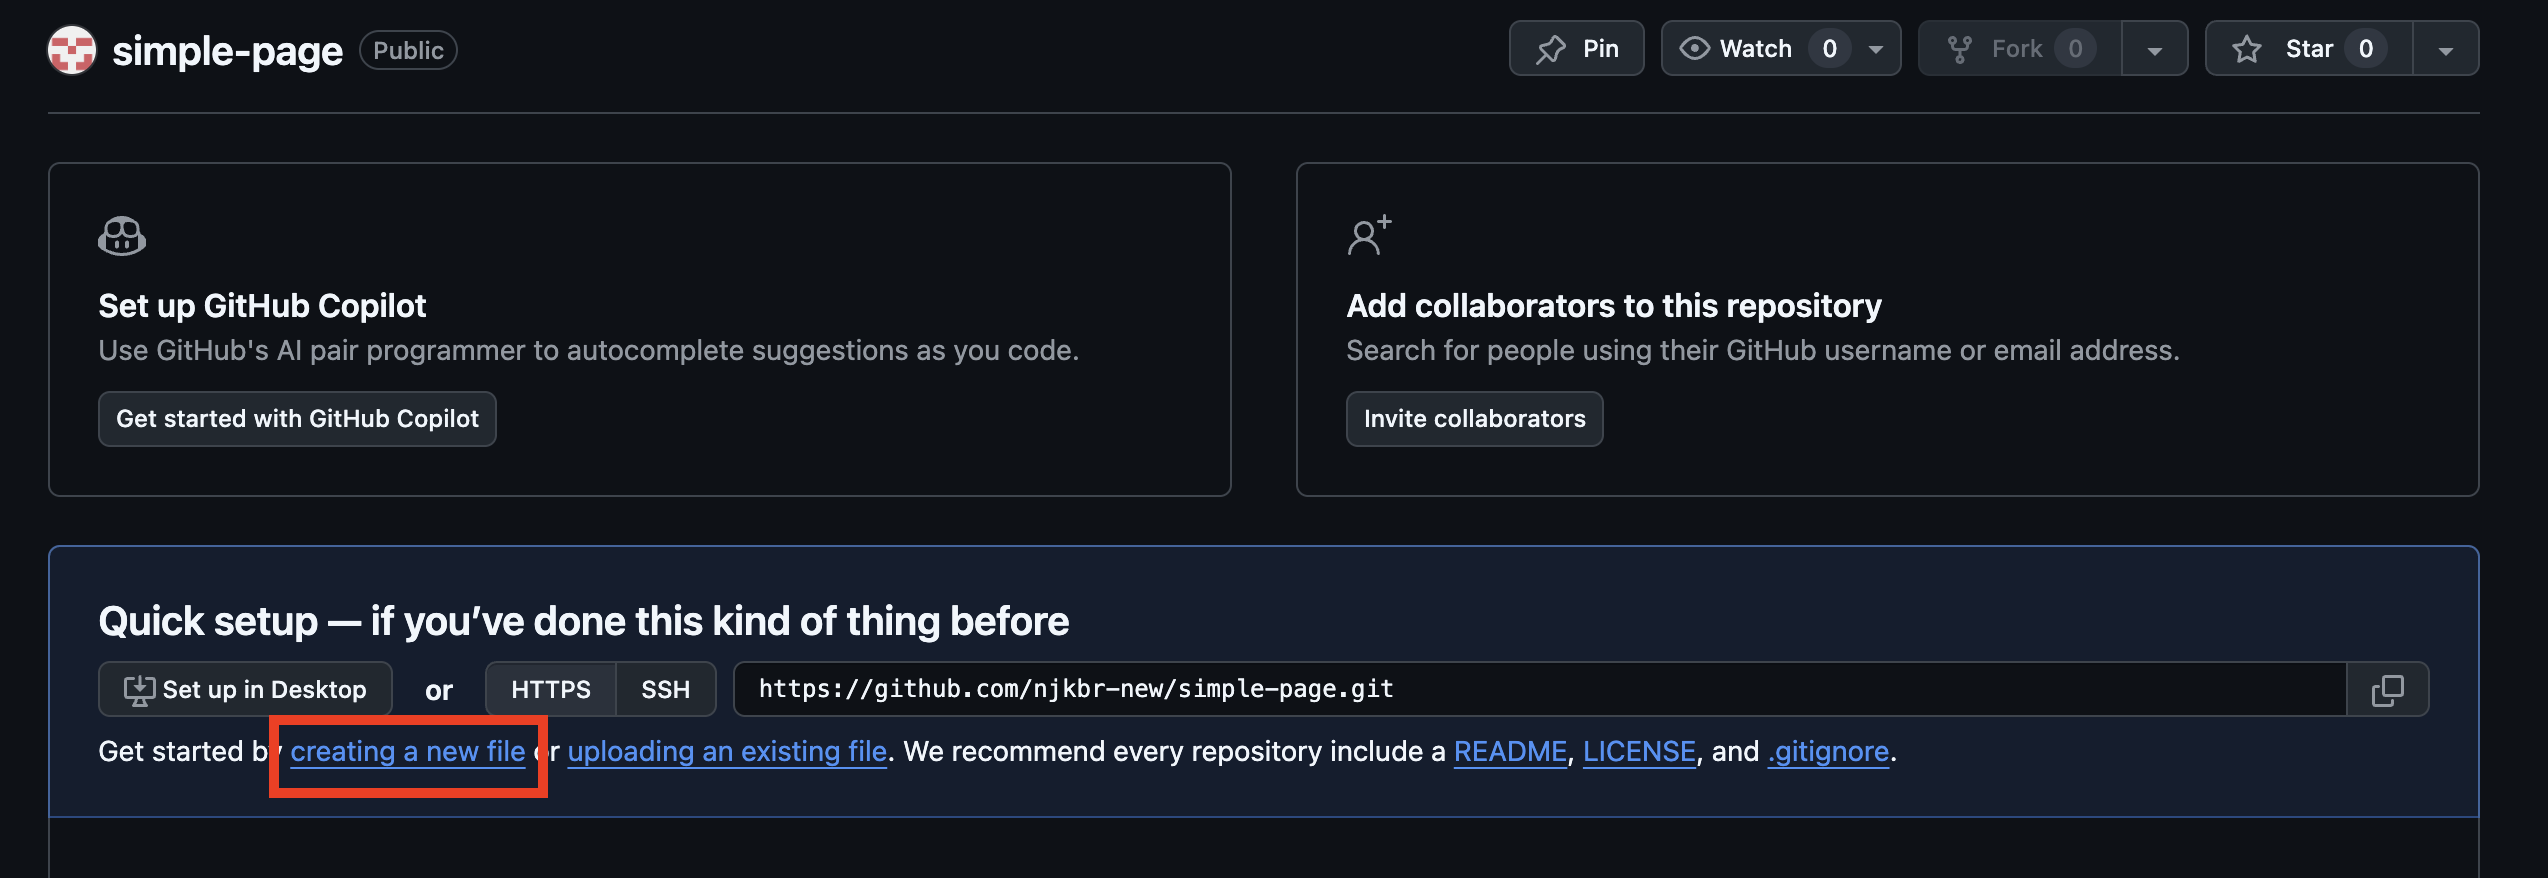 simple-page Public
Pin
Watch 0
Fork 0
Star 0
Set up GitHub Copilot
Use GitHub's AI pair programmer to autocomplete suggestions as you code.
Get started with GitHub Copilot
Add collaborators to this repository
Search for people using their GitHub username or email address.
Invite collaborators
Quick setup — if you’ve done this kind of thing before
Set up in Desktop or HTTPS SSH https://github.com/njkbr-new/simple-page.git
Get started by creating a new file or uploading an existing file. We recommend every repository include a README, LICENSE, and .gitignore.